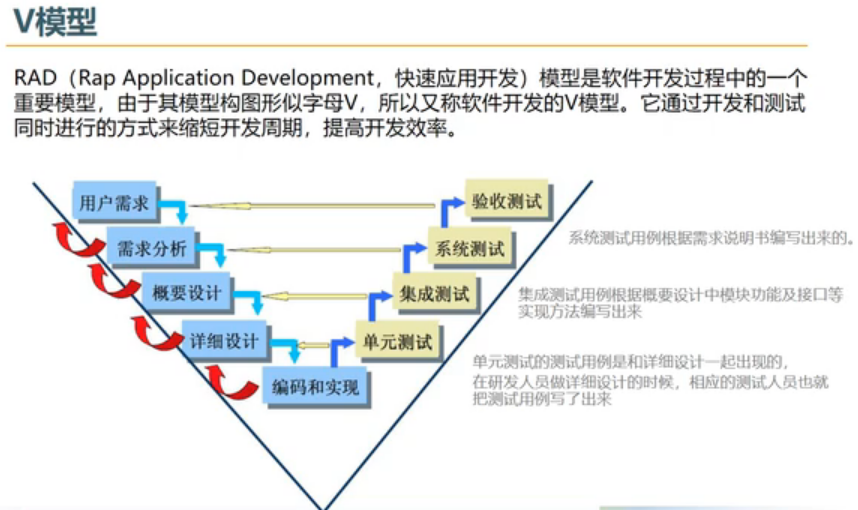 V模型
RAD（Rap Application Development，快速应用开发）模型是软件开发过程中的一个
重要模型，由于其模型构图形似字母V，所以又称软件开发的V模型。它通过开发和测试
同时进行的方式来缩短开发周期，提高开发效率。
用户需求
验收测试
需求分析
系统测试
系统测试用例根据需求说明书编写出来的。
概要设计
集成测试
集成测试用例根据概要设计中模块功能及接口等
实现方法编写出来
详细设计
单元测试
单元测试的测试用例是和详细设计一起出现的，
在研发人员做详细设计的时候，相应的测试人员也就
把测试用例写了出来
编码和实现